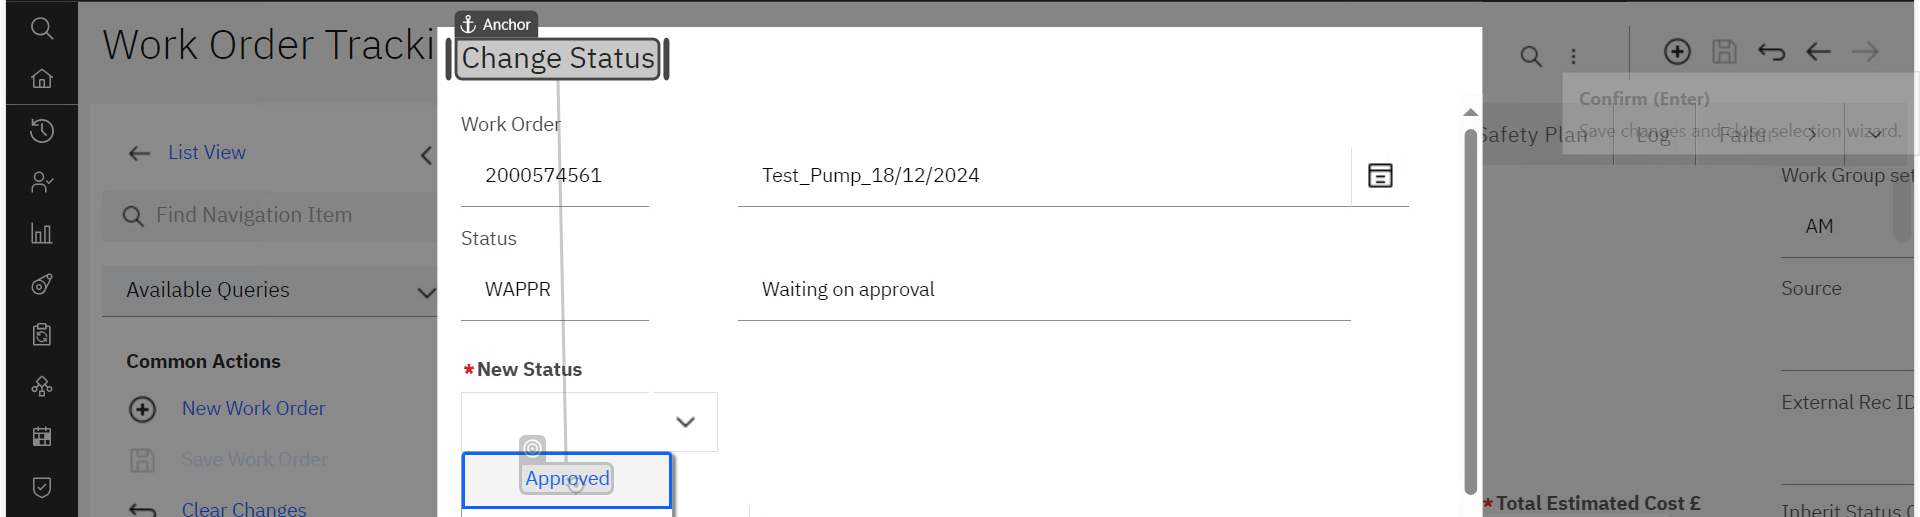 Anchor
Work Order Tracki
Change Status
Confirm (Enter)
Save changes and close selection wizard.
Safety Plan
Log
Failur
Work Order
List View
2000574561
Test_Pump_18/12/2024
Work Group set
Find Navigation Item
AM
Status
Available Queries
WAPPR
Waiting on approval
Source
Common Actions
*New Status
New Work Order
External Rec ID
Save Work Order
Approved
Clear Changes
*Total Estimated Cost £
Inherit Status C